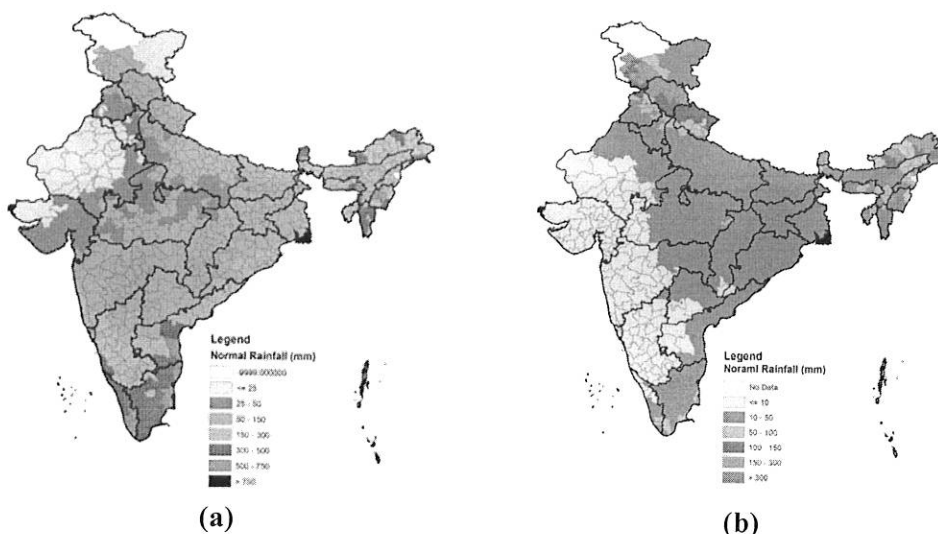 Legend
Normal Rainfall (mm)
-9999.000000
<= 25
25 - 50
50 - 150
150 - 300
300 - 500
500 - 750
> 750
(a)
Legend
Noraml Rainfall (mm)
No Data
<= 10
10 - 50
50 - 100
100 - 150
150 - 300
> 300
(b)